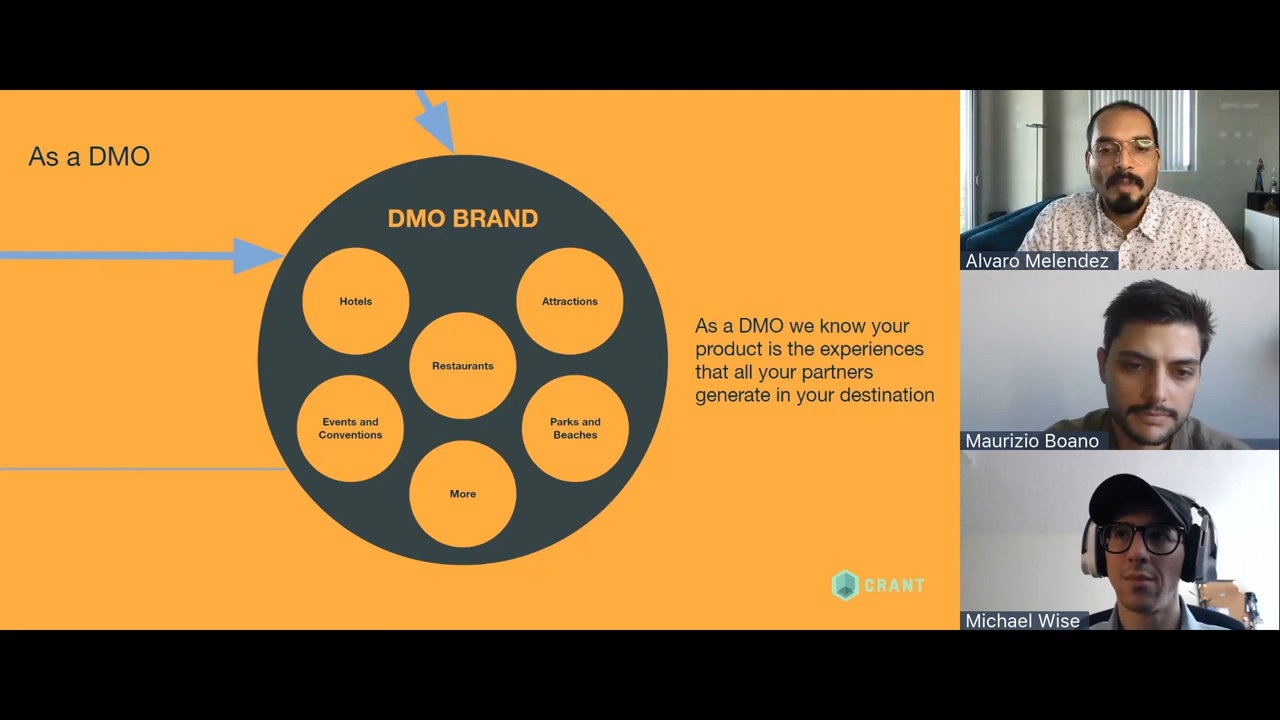 As a DMO
DMO BRAND
Hotels
Attractions
Restaurants
Events and
Conventions
Parks and
Beaches
More
As a DMO we know your
product is the experiences
that all your partners
generate in your destination
CRANT
Alvaro Melendez
Maurizio Boano
Michael Wise